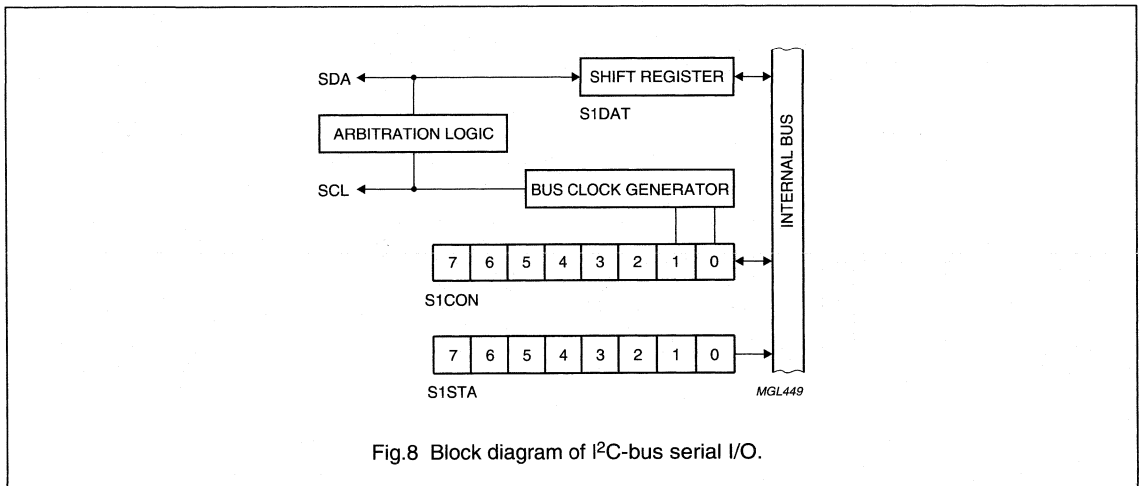 SDA
SHIFT REGISTER
S1DAT
ARBITRATION LOGIC
INTERNAL BUS
SCL
BUS CLOCK GENERATOR
7 6 5 4 3 2 1 0
S1CON
7 6 5 4 3 2 1 0
S1STA
MGL449
Fig.8 Block diagram of I²C-bus serial I/O.